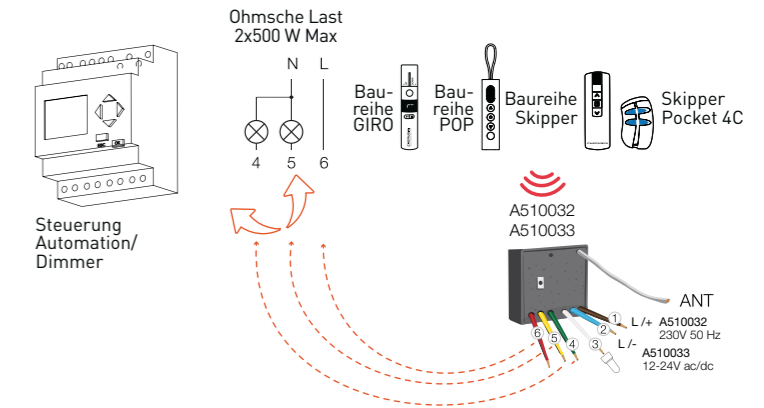 Ohmsche Last
2x500 W Max
N L
4 5 6
Bau-
reihe
GIRO
Bau-
reihe
POP
Baureihe
Skipper
Skipper
Pocket 4C
Steuerung
Automation/
Dimmer
ESC OK
A510032
A510033
ANT
6 5 4 3 2 1
L /+ A510032
230V 50 Hz
L /-
A510033
12-24V ac/dc